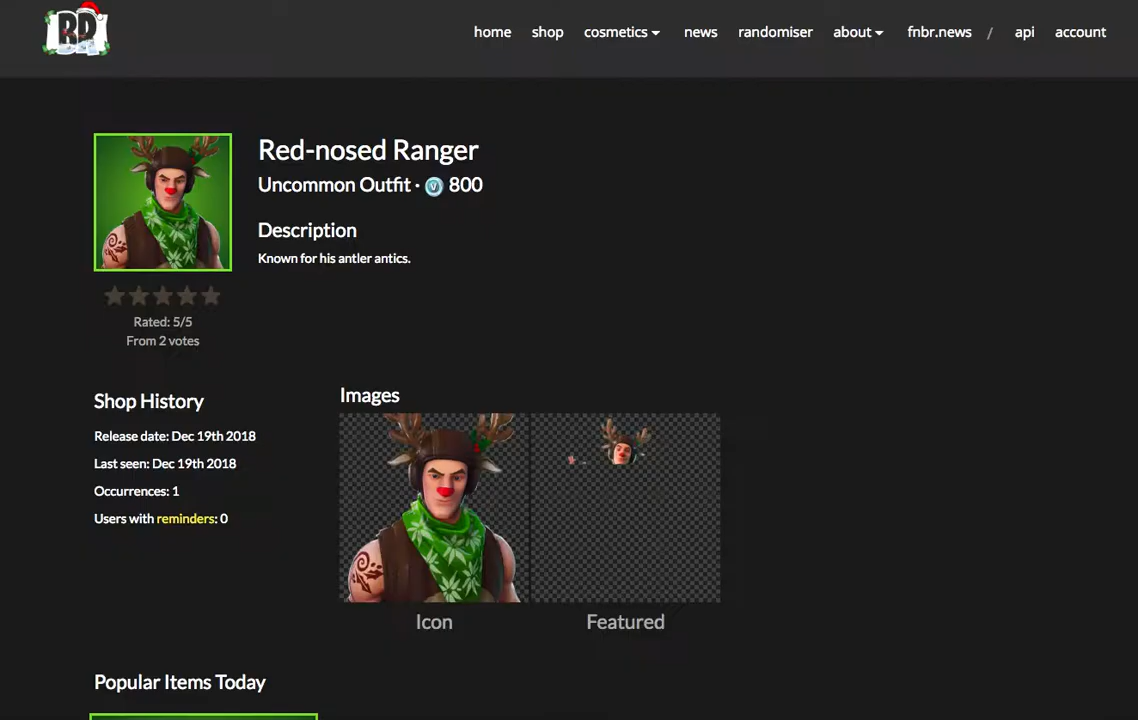 BR
home shop cosmetics news randomiser about fnbr.news / api account
Red-nosed Ranger
Uncommon Outfit · V 800
Description
Known for his antler antics.
Rated: 5/5
From 2 votes
Shop History
Release date: Dec 19th 2018
Last seen: Dec 19th 2018
Occurrences: 1
Users with reminders: 0
Images
Icon
Featured
Popular Items Today